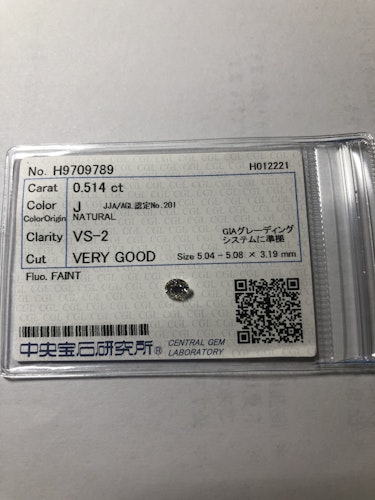 No. H9709789 H012221
Carat 0.514 ct
Color J JJA/AGL認定No.201
ColorOrigin NATURAL
Clarity VS-2 GIAグレーディング
システムに準拠
Cut VERY GOOD Size 5.04 - 5.08 × 3.19 mm
Fluo. FAINT
中央宝石研究所® CENTRAL GEM
LABORATORY